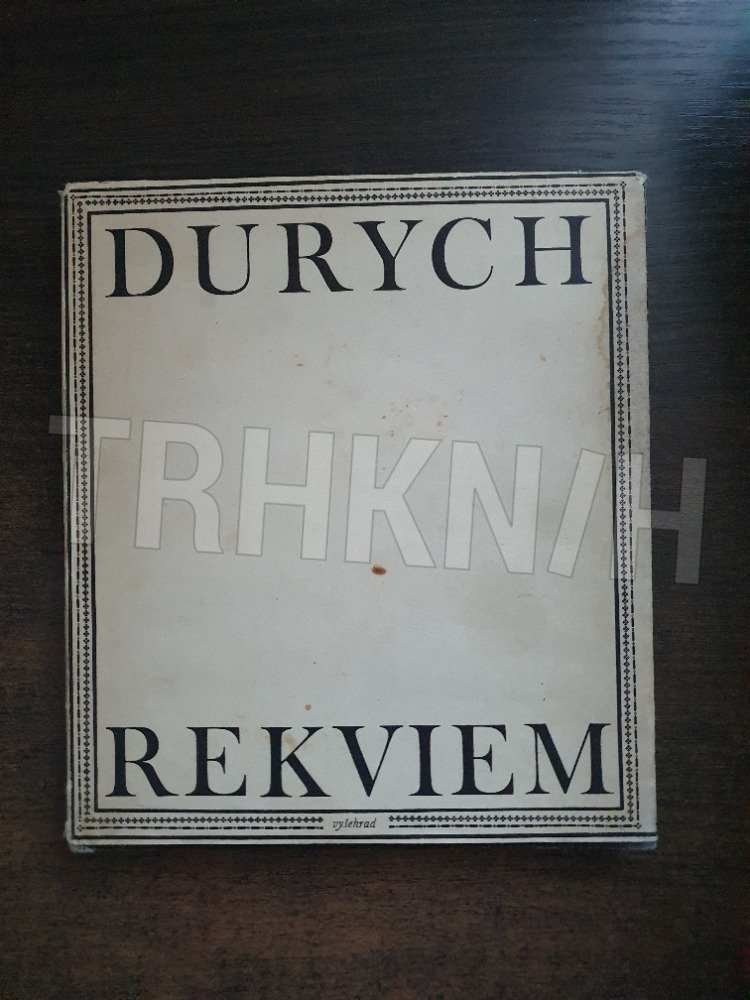 DURYCH
TRHKNIH
REKVIEM
vyšehrad